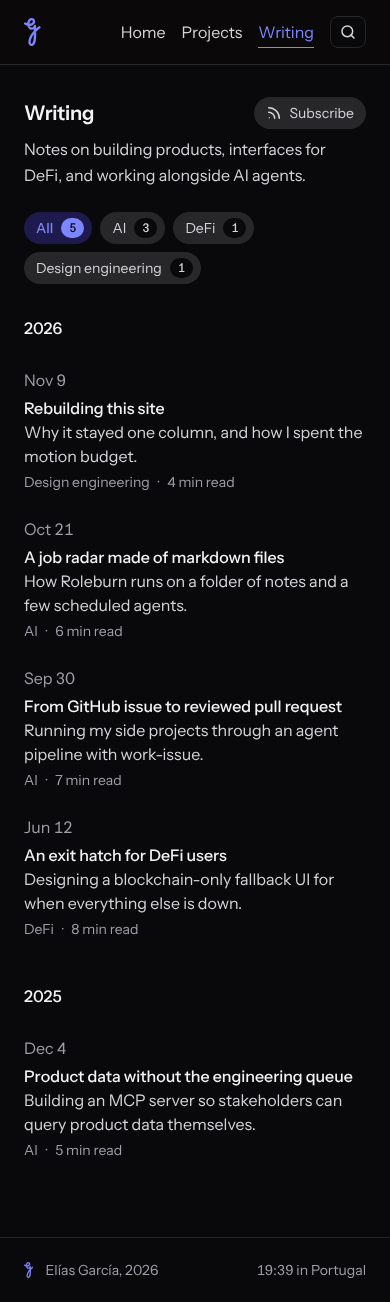 Home Projects Writing
Writing
Subscribe
Notes on building products, interfaces for
DeFi, and working alongside AI agents.
All 5 AI 3 DeFi 1
Design engineering 1
2026
Nov 9
Rebuilding this site
Why it stayed one column, and how I spent the
motion budget.
Design engineering · 4 min read
Oct 21
A job radar made of markdown files
How Roleburn runs on a folder of notes and a
few scheduled agents.
AI · 6 min read
Sep 30
From GitHub issue to reviewed pull request
Running my side projects through an agent
pipeline with work-issue.
AI · 7 min read
Jun 12
An exit hatch for DeFi users
Designing a blockchain-only fallback UI for
when everything else is down.
DeFi · 8 min read
2025
Dec 4
Product data without the engineering queue
Building an MCP server so stakeholders can
query product data themselves.
AI · 5 min read
Elías García, 2026
19:39 in Portugal